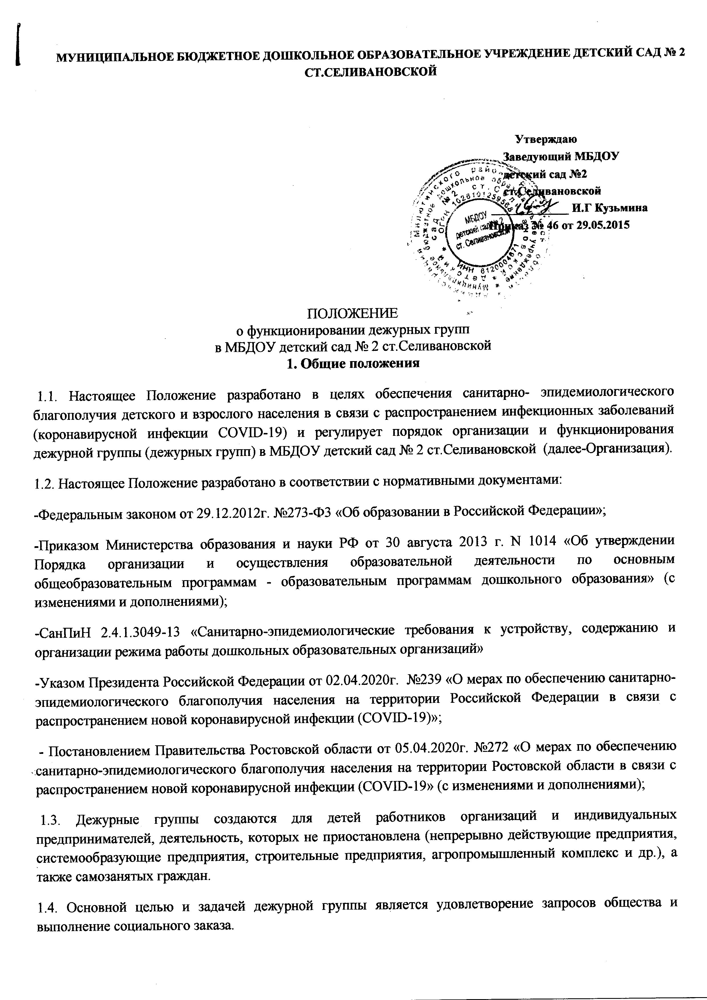 МУНИЦИПАЛЬНОЕ БЮДЖЕТНОЕ ДОШКОЛЬНОЕ ОБРАЗОВАТЕЛЬНОЕ УЧРЕЖДЕНИЕ ДЕТСКИЙ САД № 2
СТ.СЕЛИВАНОВСКОЙ
Утверждаю
Заведующий МБДОУ
детский сад №2
ст.Селивановской
И.Г Кузьмина
Приказ № 46 от 29.05.2015
МБДОУ
детский сад № 2
ст. Селивановской
ОГРН 1026101259568
ИНН 6120004671
ПОЛОЖЕНИЕ
о функционировании дежурных групп
в МБДОУ детский сад № 2 ст.Селивановской
1. Общие положения
1.1. Настоящее Положение разработано в целях обеспечения санитарно- эпидемиологического
благополучия детского и взрослого населения в связи с распространением инфекционных заболеваний
(коронавирусной инфекции COVID-19) и регулирует порядок организации и функционирования
дежурной группы (дежурных групп) в МБДОУ детский сад № 2 ст.Селивановской (далее-Организация).
1.2. Настоящее Положение разработано в соответствии с нормативными документами:
-Федеральным законом от 29.12.2012г. №273-ФЗ «Об образовании в Российской Федерации»;
-Приказом Министерства образования и науки РФ от 30 августа 2013 г. N 1014 «Об утверждении
Порядка организации и осуществления образовательной деятельности по основным
общеобразовательным программам - образовательным программам дошкольного образования» (с
изменениями и дополнениями);
-СанПиН 2.4.1.3049-13 «Санитарно-эпидемиологические требования к устройству, содержанию и
организации режима работы дошкольных образовательных организаций»
-Указом Президента Российской Федерации от 02.04.2020г. №239 «О мерах по обеспечению санитарно-
эпидемиологического благополучия населения на территории Российской Федерации в связи с
распространением новой коронавирусной инфекции (COVID-19)»;
- Постановлением Правительства Ростовской области от 05.04.2020г. №272 «О мерах по обеспечению
санитарно-эпидемиологического благополучия населения на территории Ростовской области в связи с
распространением новой коронавирусной инфекции (COVID-19» (с изменениями и дополнениями);
1.3. Дежурные группы создаются для детей работников организаций и индивидуальных
предпринимателей, деятельность, которых не приостановлена (непрерывно действующие предприятия,
системообразующие предприятия, строительные предприятия, агропромышленный комплекс и др.), а
также самозанятых граждан.
1.4. Основной целью и задачей дежурной группы является удовлетворение запросов общества и
выполнение социального заказа.